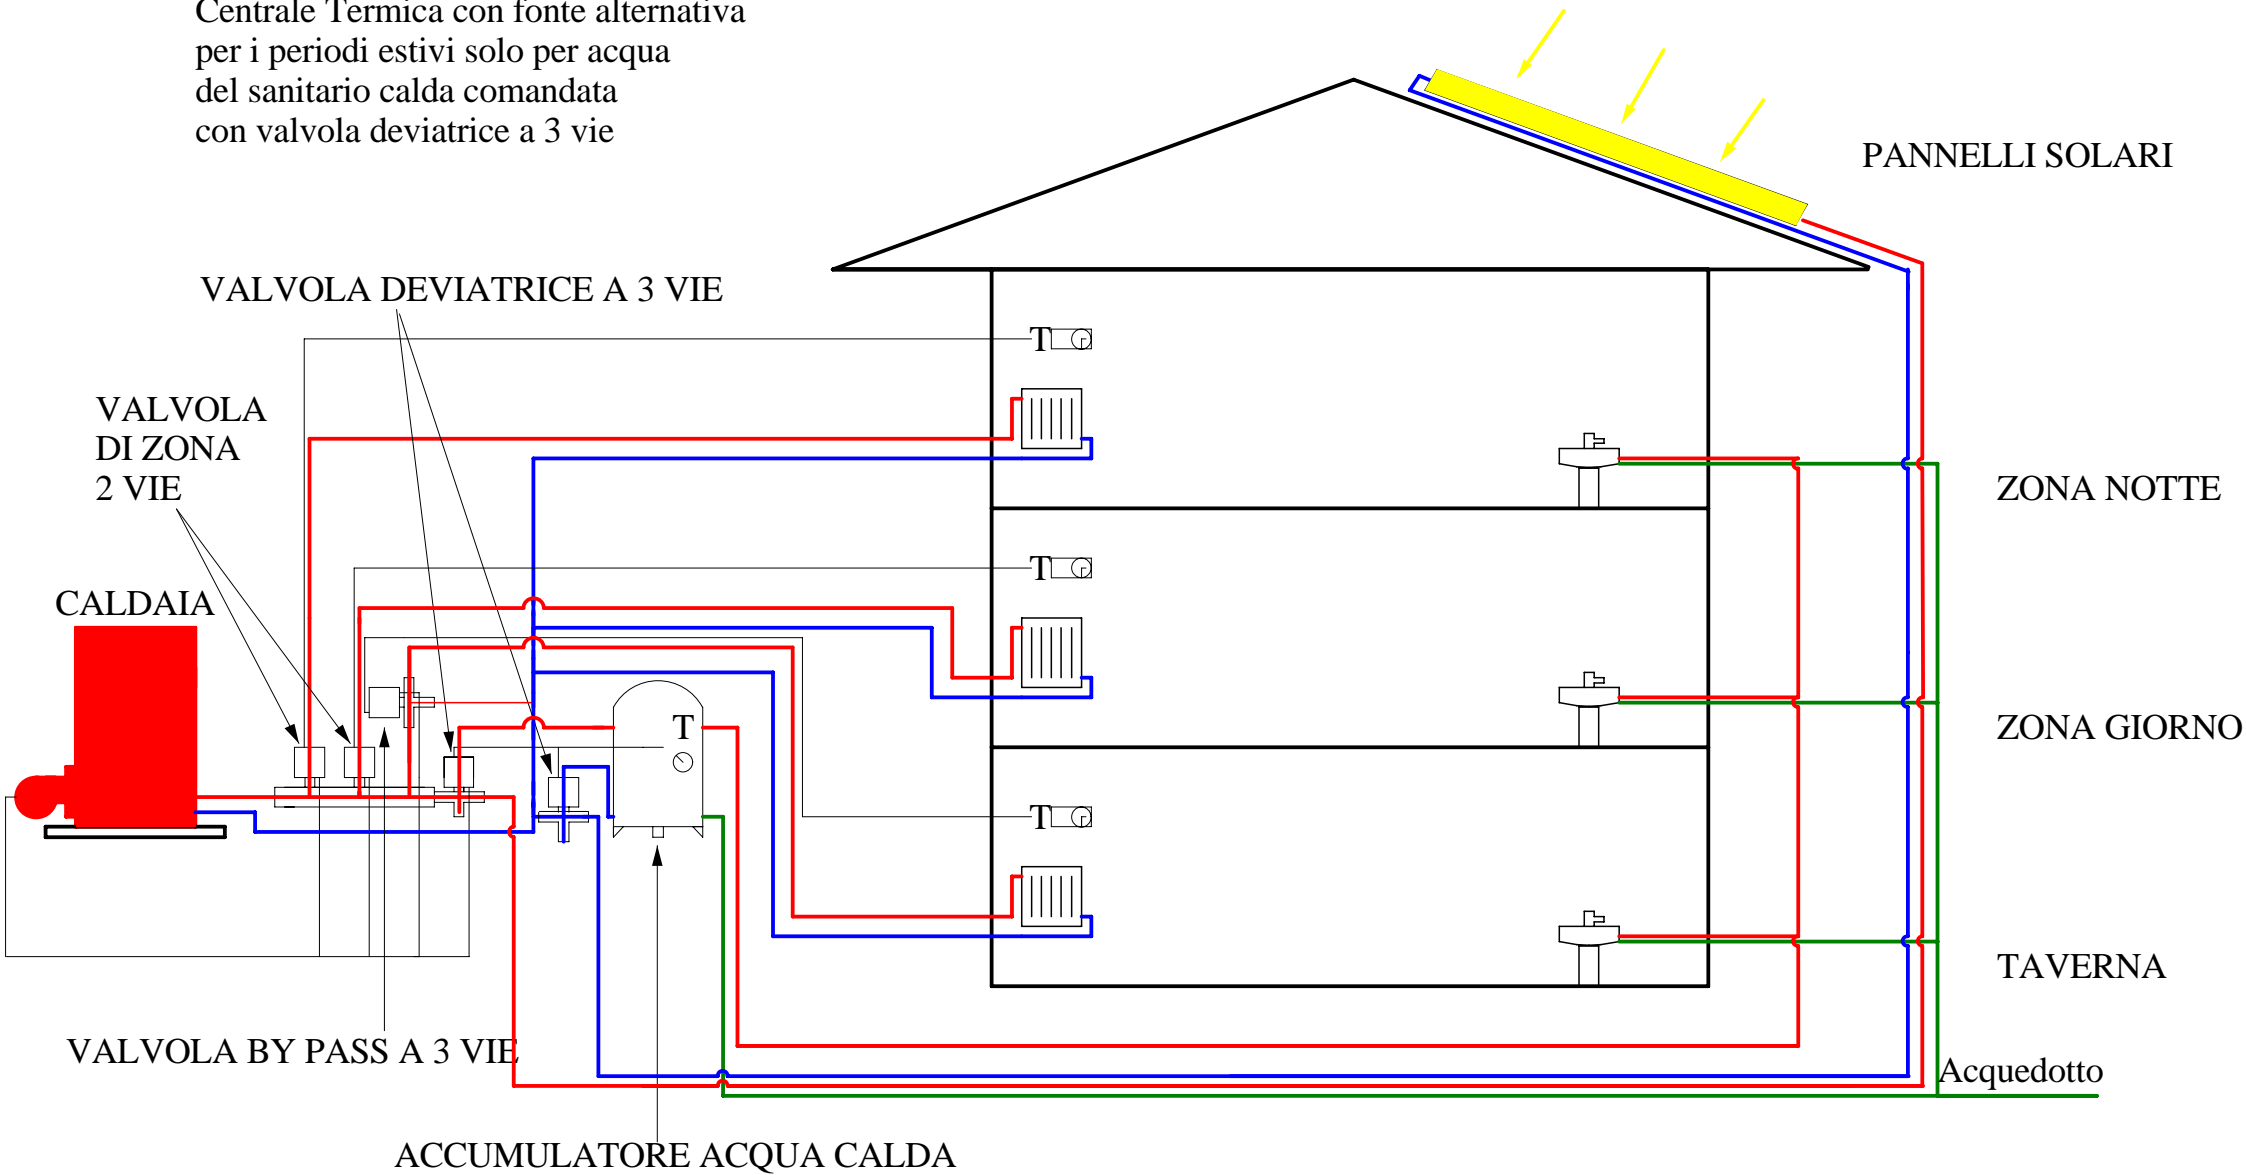 Centrale Termica con fonte alternativa
per i periodi estivi solo per acqua
del sanitario calda comandata
con valvola deviatrice a 3 vie
PANNELLI SOLARI
VALVOLA DEVIATRICE A 3 VIE
T
VALVOLA
DI ZONA
2 VIE
ZONA NOTTE
T
CALDAIA
T
ZONA GIORNO
T
TAVERNA
VALVOLA BY PASS A 3 VIE
Acquedotto
ACCUMULATORE ACQUA CALDA